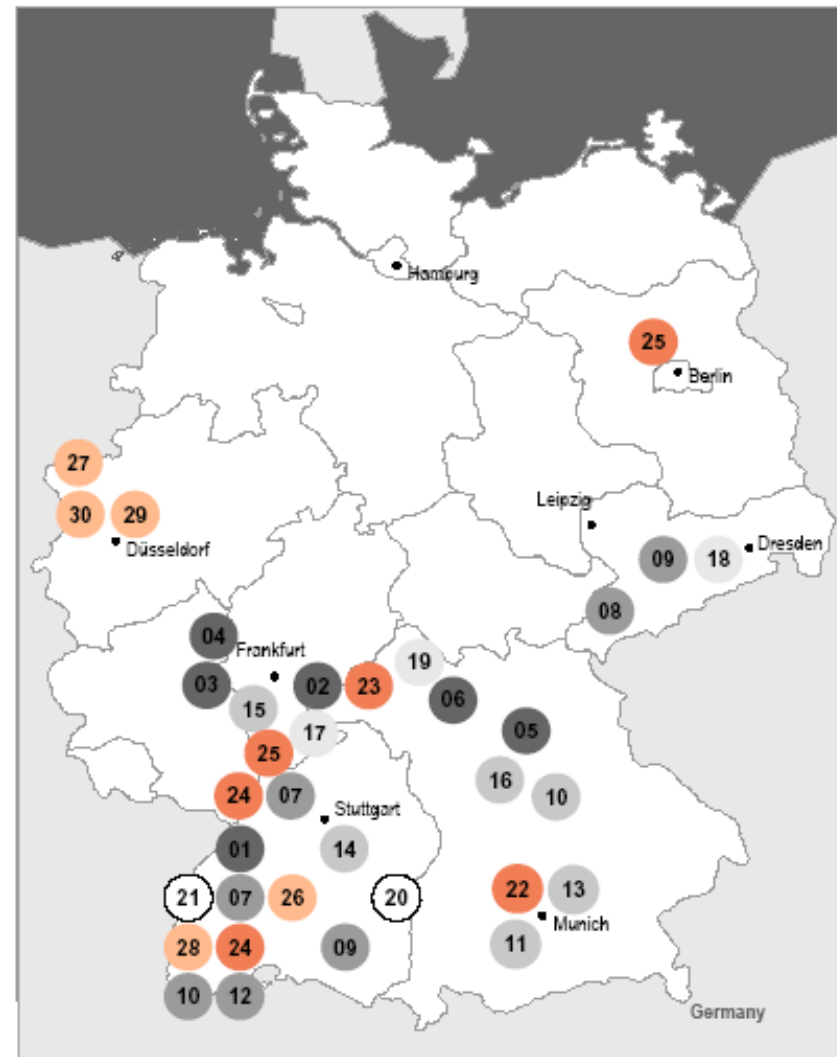 Hamburg
25
Berlin
27
30 29
Düsseldorf
Leipzig
09 18 Dresden
08
04
Frankfurt
19
03 02 23 06
15
17 05
25
16
24 07 10
Stuttgart
01 14
21 07 26 20 22 13
Munich
28 24 09 11
10 12
Germany